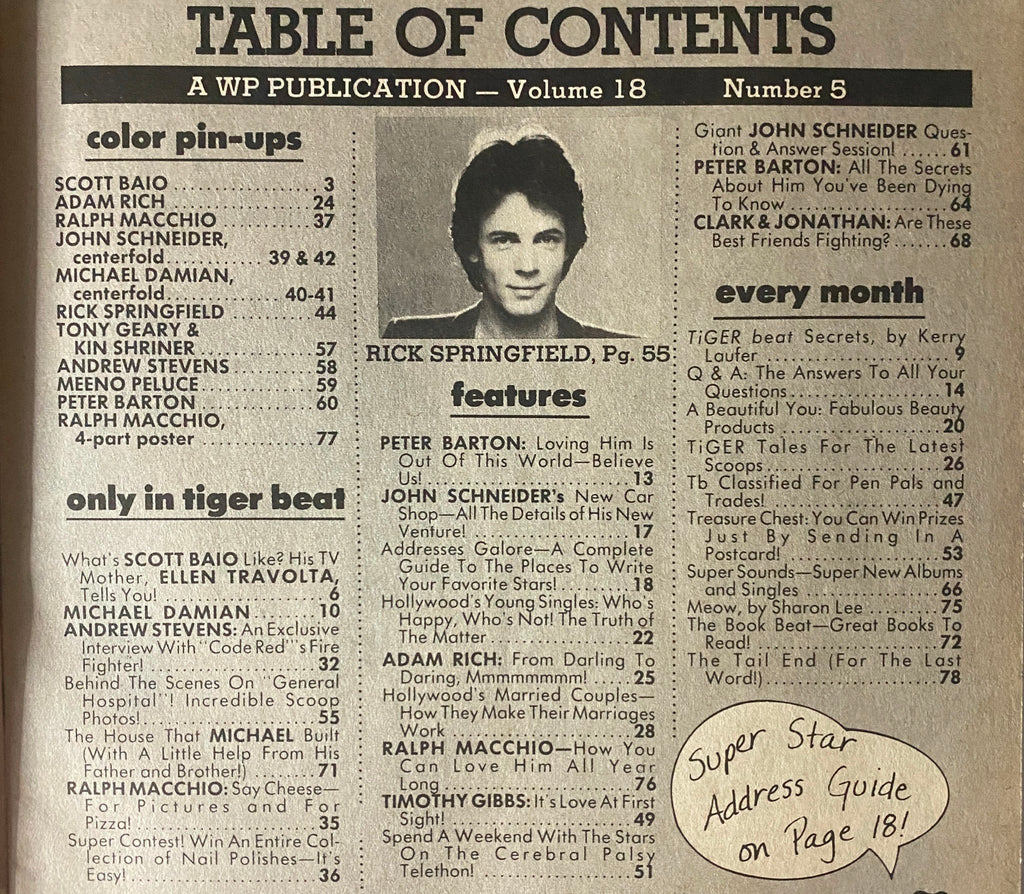 TABLE OF CONTENTS
A WP PUBLICATION — Volume 18 Number 5
color pin-ups
SCOTT BAIO ..................... 3
ADAM RICH ..................... 24
RALPH MACCHIO ............... 37
JOHN SCHNEIDER,
centerfold.............. 39 & 42
MICHAEL DAMIAN,
centerfold................ 40-41
RICK SPRINGFIELD ............. 44
TONY GEARY &
KIN SHRINER ............... 57
ANDREW STEVENS ............ 58
MEENO PELUCE ................ 59
PETER BARTON ................ 60
RALPH MACCHIO,
4-part poster ............... 77
only in tiger beat
What's SCOTT BAIO Like? His TV
Mother, ELLEN TRAVOLTA,
Tells You! ..................... 6
MICHAEL DAMIAN ........... 10
ANDREW STEVENS: An Exclusive
Interview With "Code Red"'s Fire
Fighter! ..................... 32
Behind The Scenes On "General
Hospital"! Incredible Scoop
Photos!..................... 55
The House That MICHAEL Built
(With A Little Help From His
Father and Brother!) ........ 71
RALPH MACCHIO: Say Cheese—
For Pictures and For
Pizza! ..................... 35
Super Contest! Win An Entire Col-
lection of Nail Polishes—It's
Easy! ..................... 36
RICK SPRINGFIELD, Pg. 55
features
PETER BARTON: Loving Him Is
Out Of This World—Believe
Us! ..................... 13
JOHN SCHNEIDER's New Car
Shop—All The Details of His New
Venture! ..................... 17
Addresses Galore—A Complete
Guide To The Places To Write
Your Favorite Stars! ......... 18
Hollywood's Young Singles: Who's
Happy, Who's Not! The Truth of
The Matter ................... 22
ADAM RICH: From Darling To
Daring, Mmmmmmm! ..... 25
Hollywood's Married Couples—
How They Make Their Marriages
Work ..................... 28
RALPH MACCHIO—How You
Can Love Him All Year
Long..................... 76
TIMOTHY GIBBS: It's Love At First
Sight! ..................... 49
Spend A Weekend With The Stars
On The Cerebral Palsy
Telethon! ..................... 51
Giant JOHN SCHNEIDER Ques-
tion & Answer Session! ...... 61
PETER BARTON: All The Secrets
About Him You've Been Dying
To Know ..................... 64
CLARK & JONATHAN: Are These
Best Friends Fighting? ....... 68
every month
TiGER beat Secrets, by Kerry
Laufer ..................... 9
Q & A: The Answers To All Your
Questions..................... 14
A Beautiful You: Fabulous Beauty
Products ..................... 20
TiGER Tales For The Latest
Scoops..................... 26
Tb Classified For Pen Pals and
Trades! ..................... 47
Treasure Chest: You Can Win Prizes
Just By Sending In A
Postcard! ..................... 53
Super Sounds—Super New Albums
and Singles .................. 66
Meow, by Sharon Lee ......... 75
The Book Beat—Great Books To
Read! ..................... 72
The Tail End (For The Last
Word!)..................... 78
Super Star
Address Guide
on Page 18!